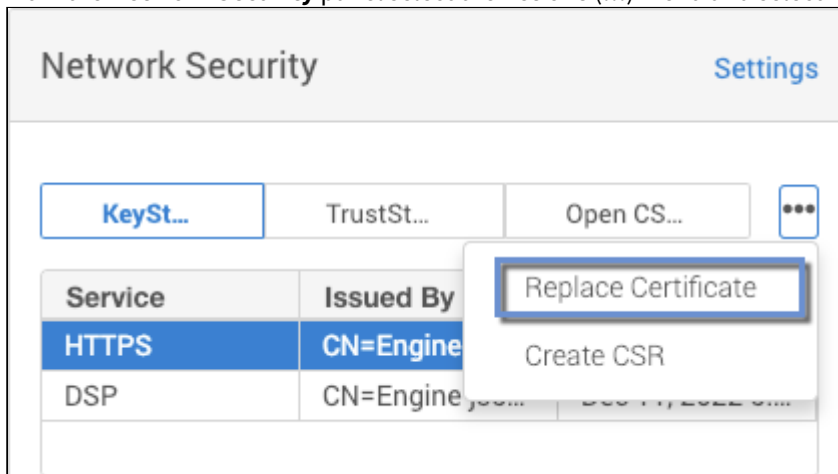 Network Security
Settings
KeySt...
TrustSt...
Open CS...
•••
Replace Certificate
Create CSR
Service
Issued By
HTTPS
CN=Engine
DSP
CN=Engine